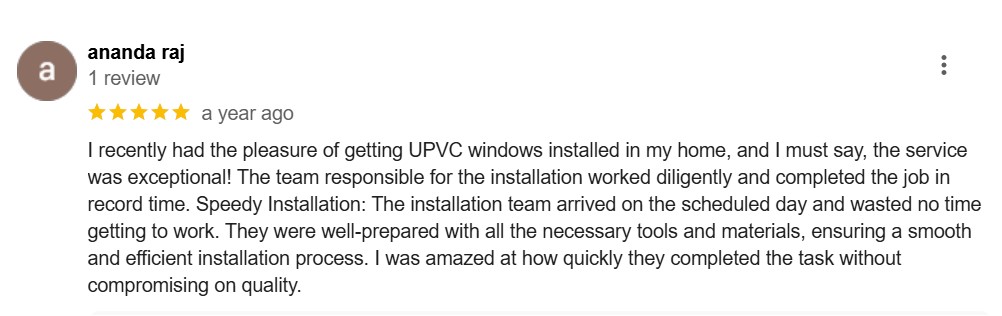 a
ananda raj
1 review
a year ago
I recently had the pleasure of getting UPVC windows installed in my home, and I must say, the service
was exceptional! The team responsible for the installation worked diligently and completed the job in
record time. Speedy Installation: The installation team arrived on the scheduled day and wasted no time
getting to work. They were well-prepared with all the necessary tools and materials, ensuring a smooth
and efficient installation process. I was amazed at how quickly they completed the task without
compromising on quality.